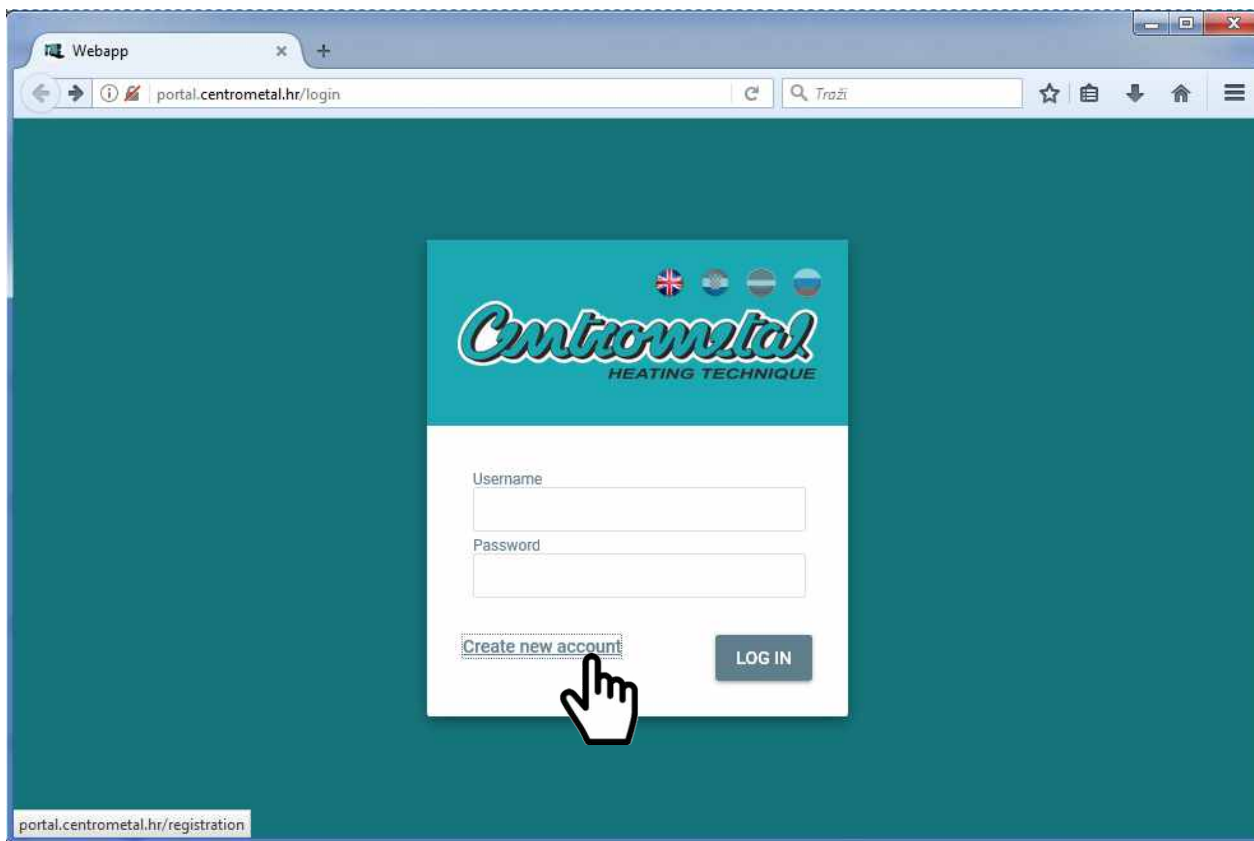 Webapp
portal.centrometal.hr/login
Traži
Centrometal
HEATING TECHNIQUE
Username
Password
Create new account
LOG IN
portal.centrometal.hr/registration